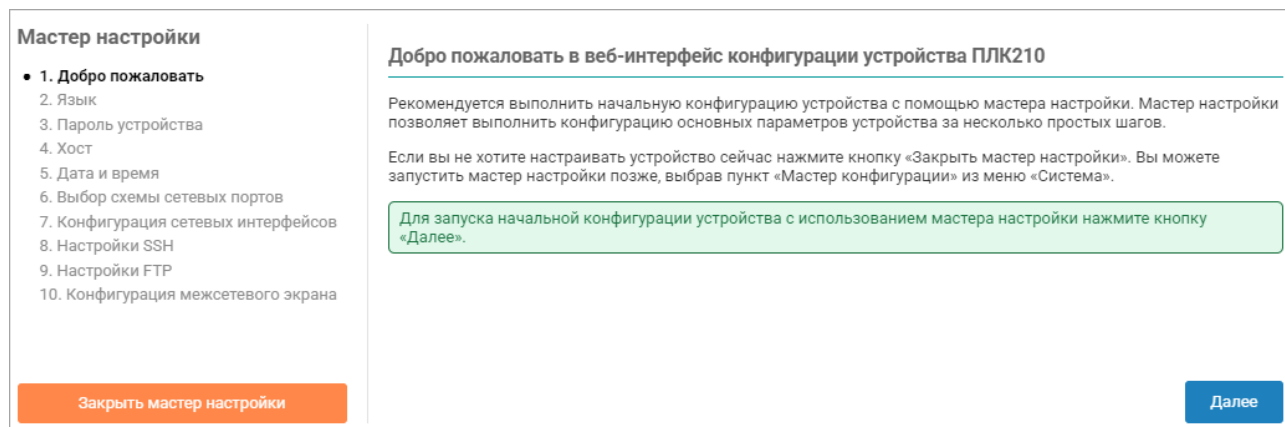 Мастер настройки
1. Добро пожаловать
2. Язык
3. Пароль устройства
4. Хост
5. Дата и время
6. Выбор схемы сетевых портов
7. Конфигурация сетевых интерфейсов
8. Настройки SSH
9. Настройки FTP
10. Конфигурация межсетевого экрана
Закрыть мастер настройки
Добро пожаловать в веб-интерфейс конфигурации устройства ПЛК210
Рекомендуется выполнить начальную конфигурацию устройства с помощью мастера настройки. Мастер настройки
позволяет выполнить конфигурацию основных параметров устройства за несколько простых шагов.
Если вы не хотите настраивать устройство сейчас нажмите кнопку «Закрыть мастер настройки». Вы можете
запустить мастер настройки позже, выбрав пункт «Мастер конфигурации» из меню «Система».
Для запуска начальной конфигурации устройства с использованием мастера настройки нажмите кнопку
«Далее».
Далее